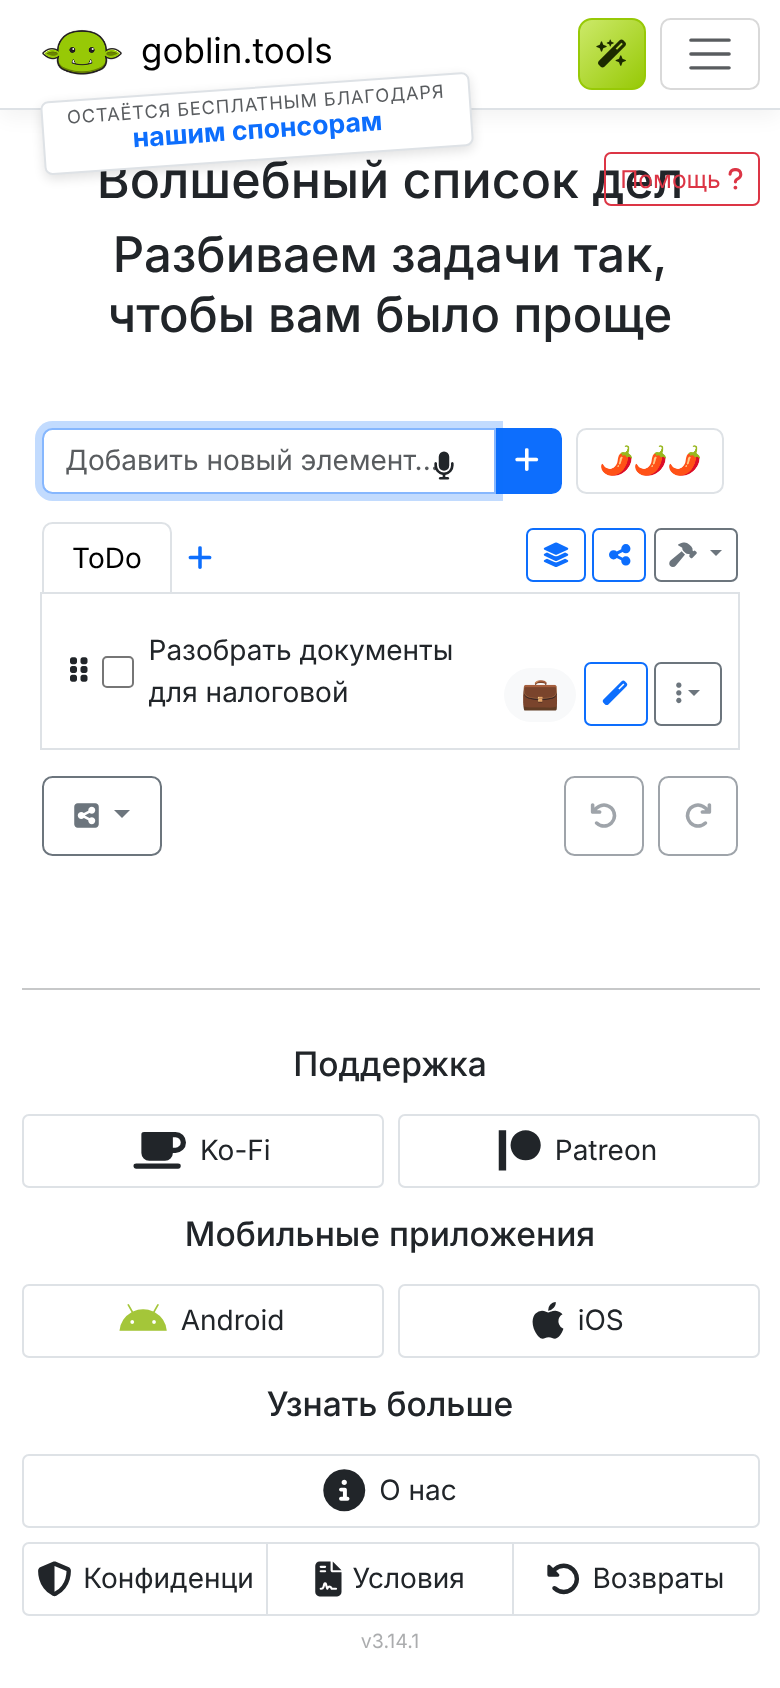 goblin.tools
ОСТАЁТСЯ БЕСПЛАТНЫМ БЛАГОДАРЯ
нашим спонсорам
Волшебный список дел
Помощь ?
Разбиваем задачи так,
чтобы вам было проще
Добавить новый элемент...
ToDo
Разобрать документы
для налоговой
Поддержка
Ko-Fi
Patreon
Мобильные приложения
Android
iOS
Узнать больше
О нас
Конфиденци
Условия
Возвраты
v3.14.1